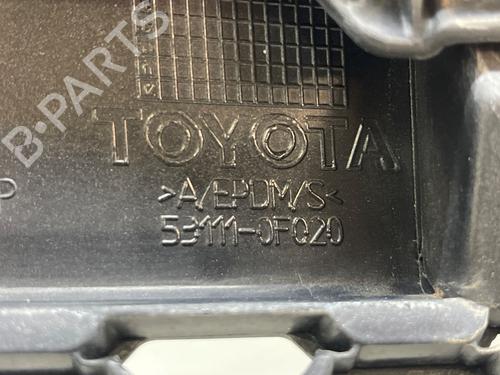 B-PARTS
TOYOTA
>A/EPDM/S<
53111-0F020
P